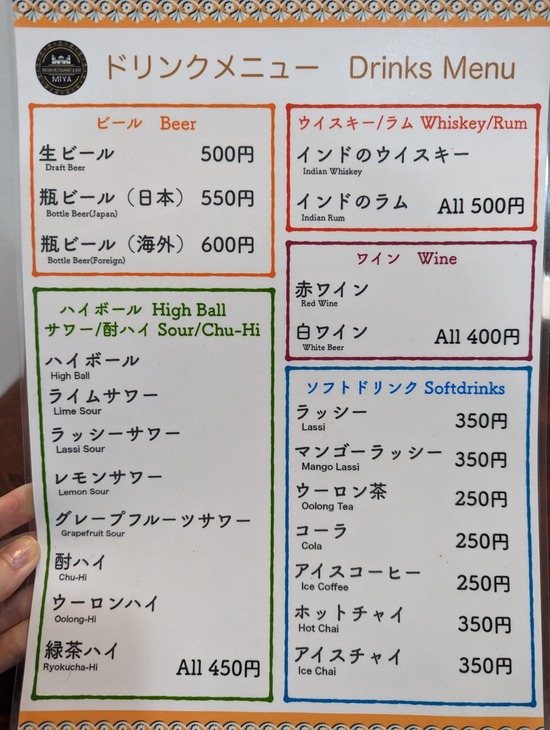 INDIAN RESTAURANT & BAR
MIYA
ドリンクメニュー Drinks Menu
ビール Beer
生ビール 500円
Draft Beer
瓶ビール（日本） 550円
Bottle Beer(Japan)
瓶ビール（海外） 600円
Bottle Beer(Foreign)
ハイボール High Ball
サワー/酎ハイ Sour/Chu-Hi
ハイボール
High Ball
ライムサワー
Lime Sour
ラッシーサワー
Lassi Sour
レモンサワー
Lemon Sour
グレープフルーツサワー
Grapefruit Sour
酎ハイ
Chu-Hi
ウーロンハイ
Oolong-Hi
緑茶ハイ
Ryokucha-Hi
All 450円
ウイスキー/ラム Whiskey/Rum
インドのウイスキー
Indian Whiskey
インドのラム All 500円
Indian Rum
ワイン Wine
赤ワイン
Red Wine
白ワイン All 400円
White Beer
ソフトドリンク Softdrinks
ラッシー 350円
Lassi
マンゴーラッシー 350円
Mango Lassi
ウーロン茶 250円
Oolong Tea
コーラ 250円
Cola
アイスコーヒー 250円
Ice Coffee
ホットチャイ 350円
Hot Chai
アイスチャイ 350円
Ice Chai